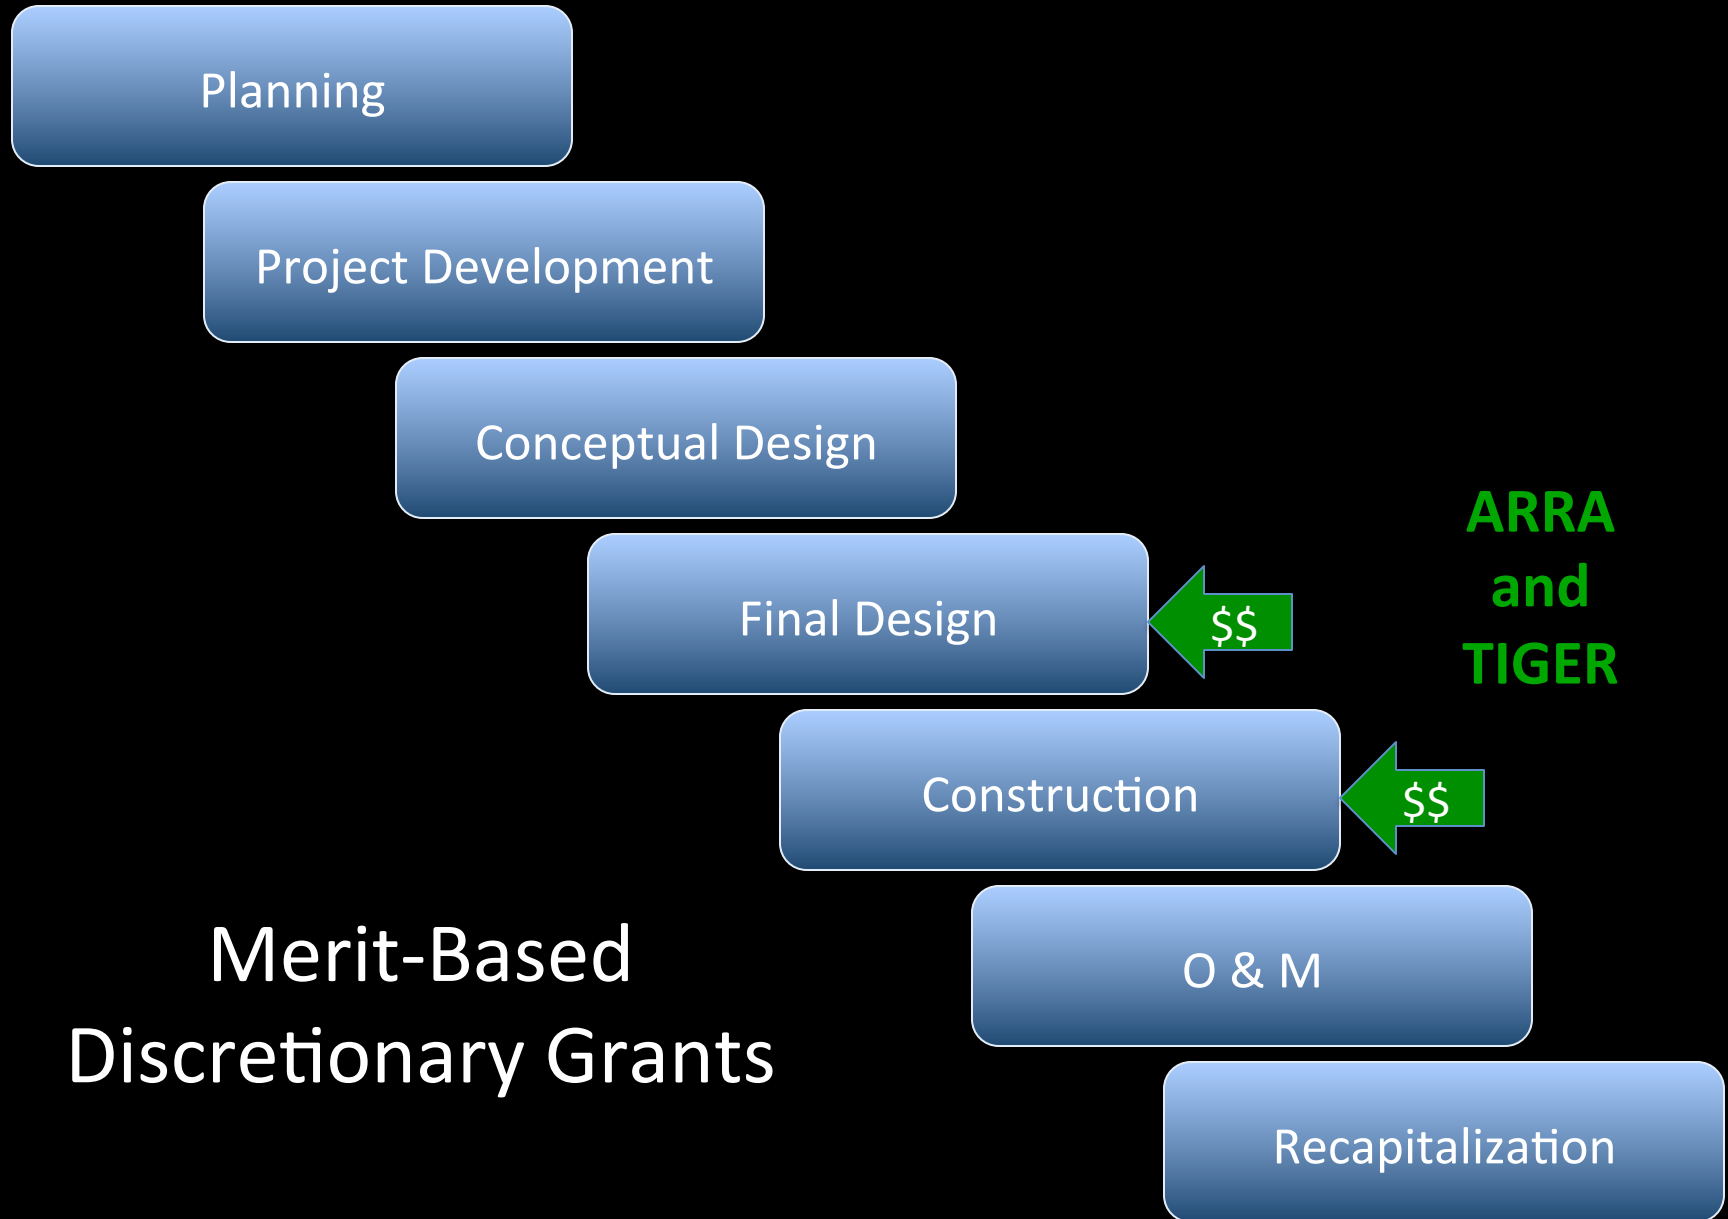 Planning
Project Development
Conceptual Design
ARRA
and
TIGER
Final Design
$$
Construction
$$
Merit-Based
Discretionary Grants
O & M
Recapitalization